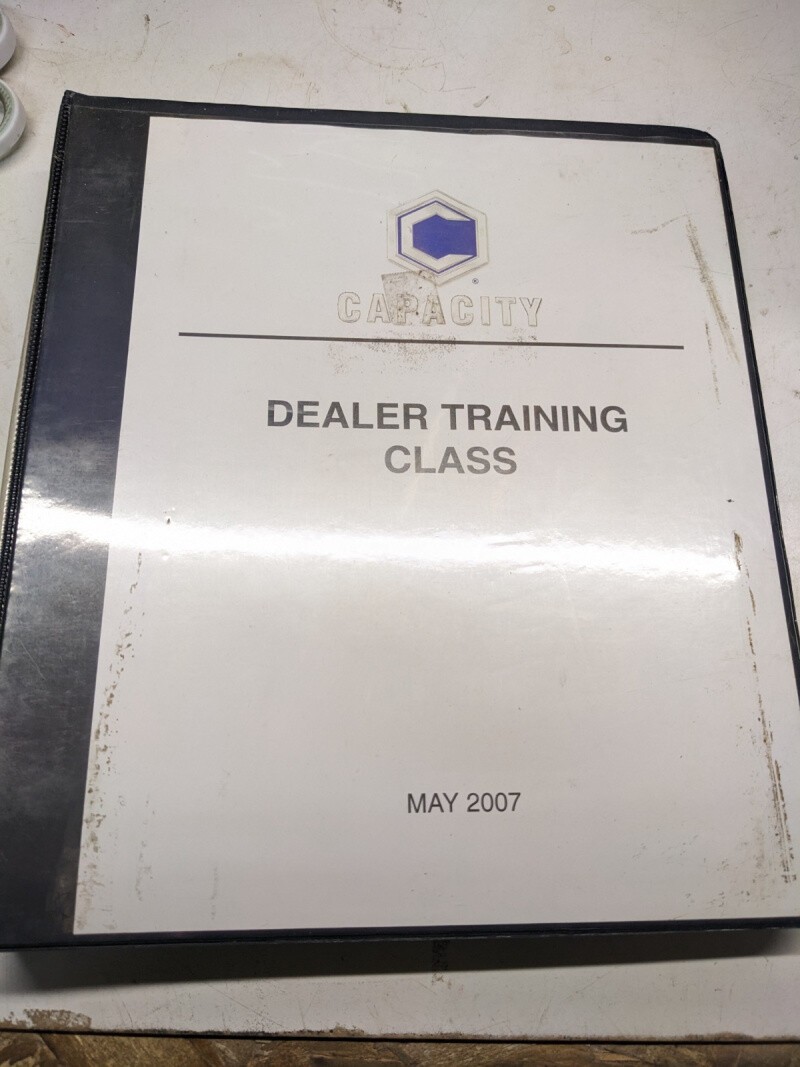 ®
CAPACITY
DEALER TRAINING
CLASS
MAY 2007